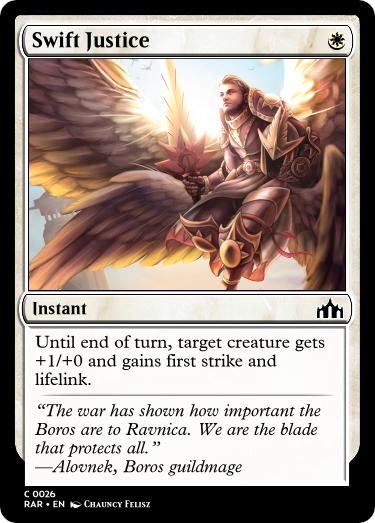 Swift Justice
Instant
Until end of turn, target creature gets
+1/+0 and gains first strike and
lifelink.
“The war has shown how important the
Boros are to Ravnica. We are the blade
that protects all.”
—Alovnek, Boros guildmage
C 0026
RAR • EN Chauncy Felisz